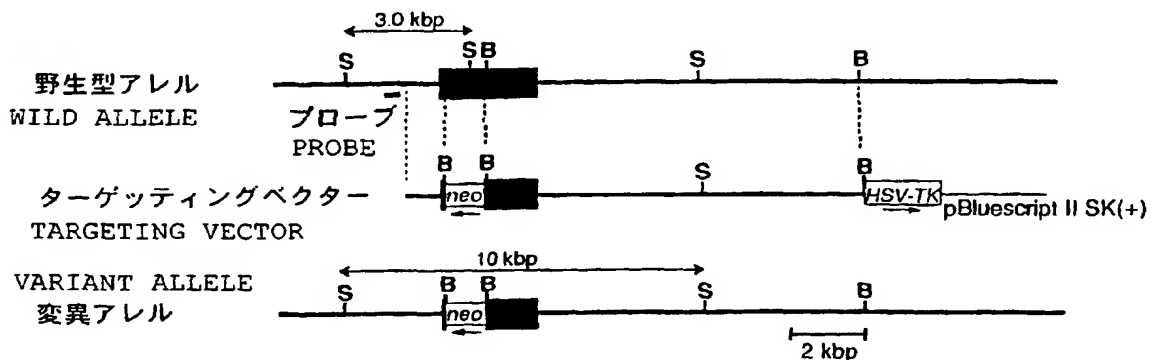 3.0 kbp
S S B S B
野生型アレル
WILD ALLELE
プローブ
PROBE
B B S B
ターゲッティングベクター
TARGETING VECTOR
neo HSV-TK
pBluescript II SK(+)
VARIANT ALLELE
変異アレル
10 kbp
S B B S B
neo
2 kbp